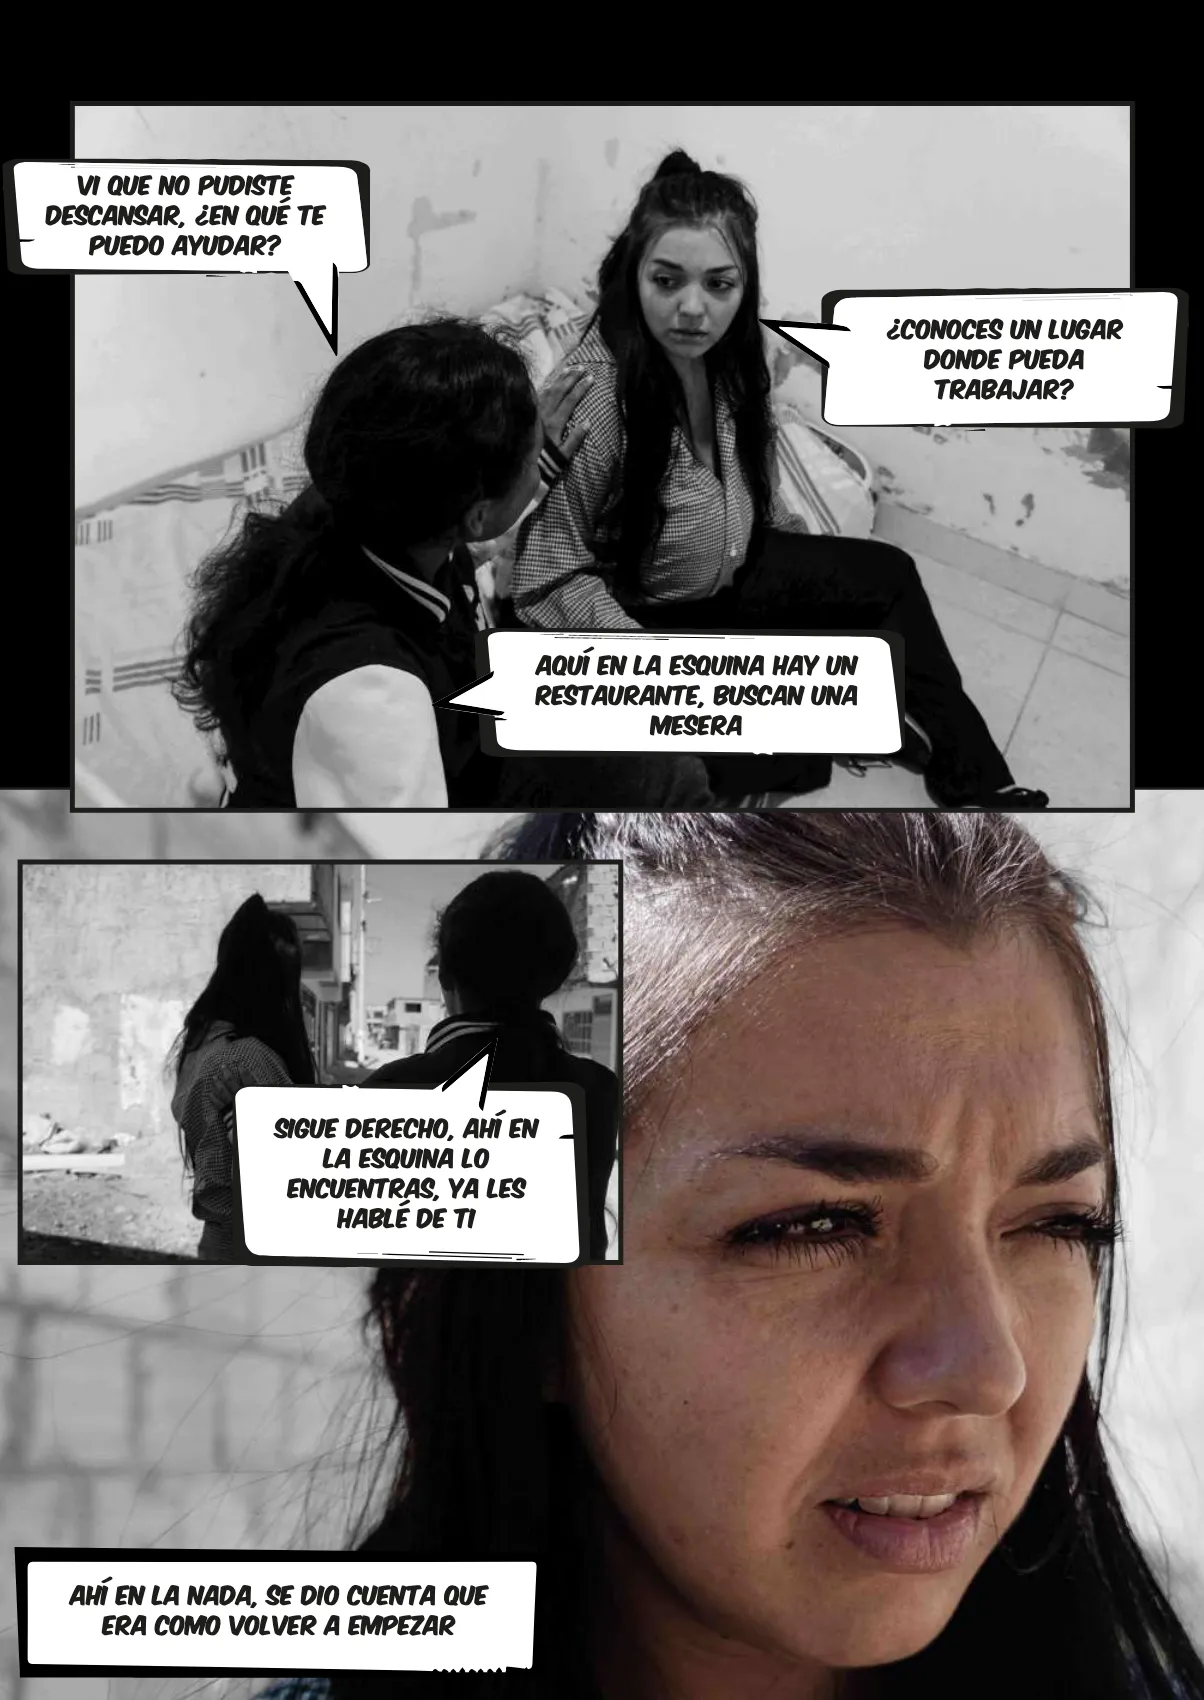 VI QUE NO PUDISTE
DESCANSAR, ¿EN QUÉ TE
PUEDO AYUDAR?
¿CONOCES UN LUGAR
DONDE PUEDA
TRABAJAR?
AQUÍ EN LA ESQUINA HAY UN
RESTAURANTE, BUSCAN UNA
MESERA
SIGUE DERECHO, AHÍ EN
LA ESQUINA LO
ENCUENTRAS, YA LES
HABLÉ DE TI
AHÍ EN LA NADA, SE DIO CUENTA QUE
ERA COMO VOLVER A EMPEZAR